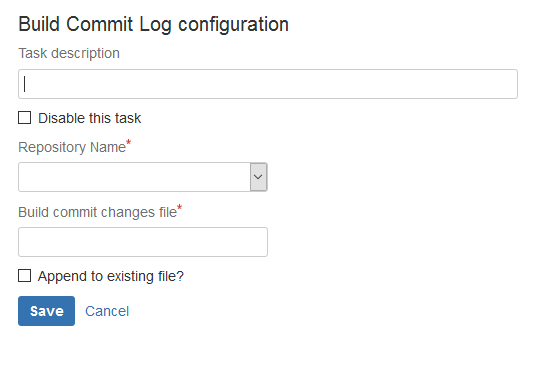 Build Commit Log configuration
Task description
Disable this task
Repository Name*
Build commit changes file*
Append to existing file?
Save Cancel